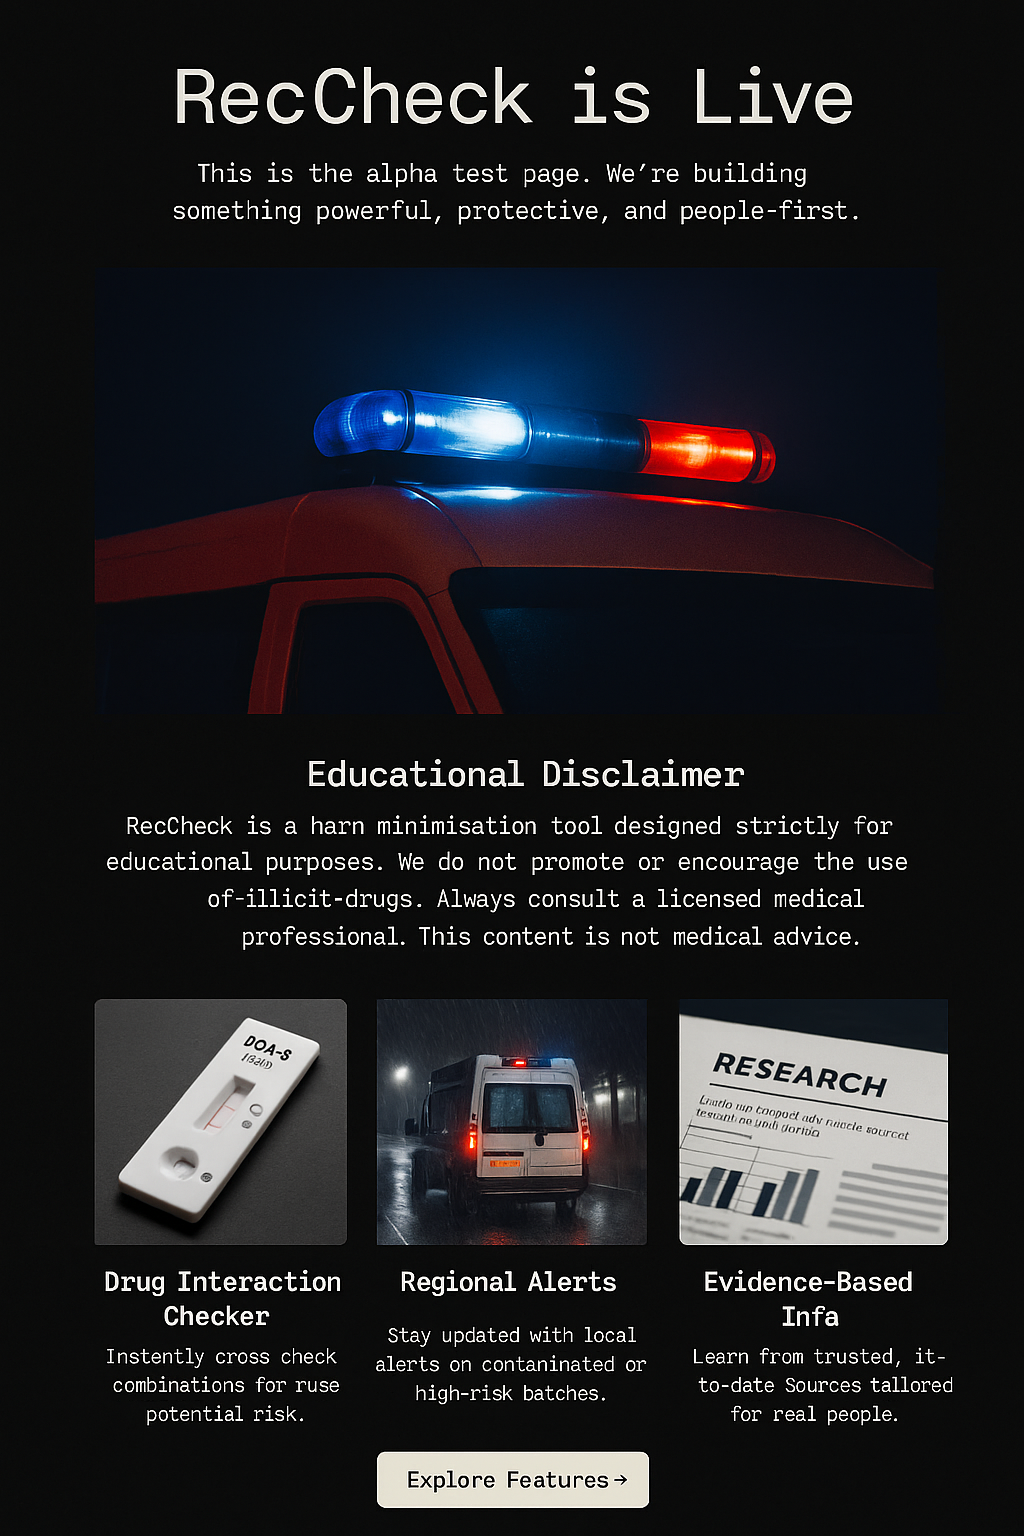 RecCheck is Live
This is the alpha test page. We’re building
something powerful, protective, and people-first.
Educational Disclaimer
RecCheck is a harn minimisation tool designed strictly for
educational purposes. We do not promote or encourage the use
of-illicit-drugs. Always consult a licensed medical
professional. This content is not medical advice.
DOA-S
RESEARCH
Drug Interaction
Checker
Instently cross check
combinations for ruse
potential risk.
Regional Alerts
Stay updated with local
alerts on contaninated or
high-risk batches.
Evidence-Based
Infa
Learn from trusted, it-
to-date Sources tallored
for real people.
Explore Features→